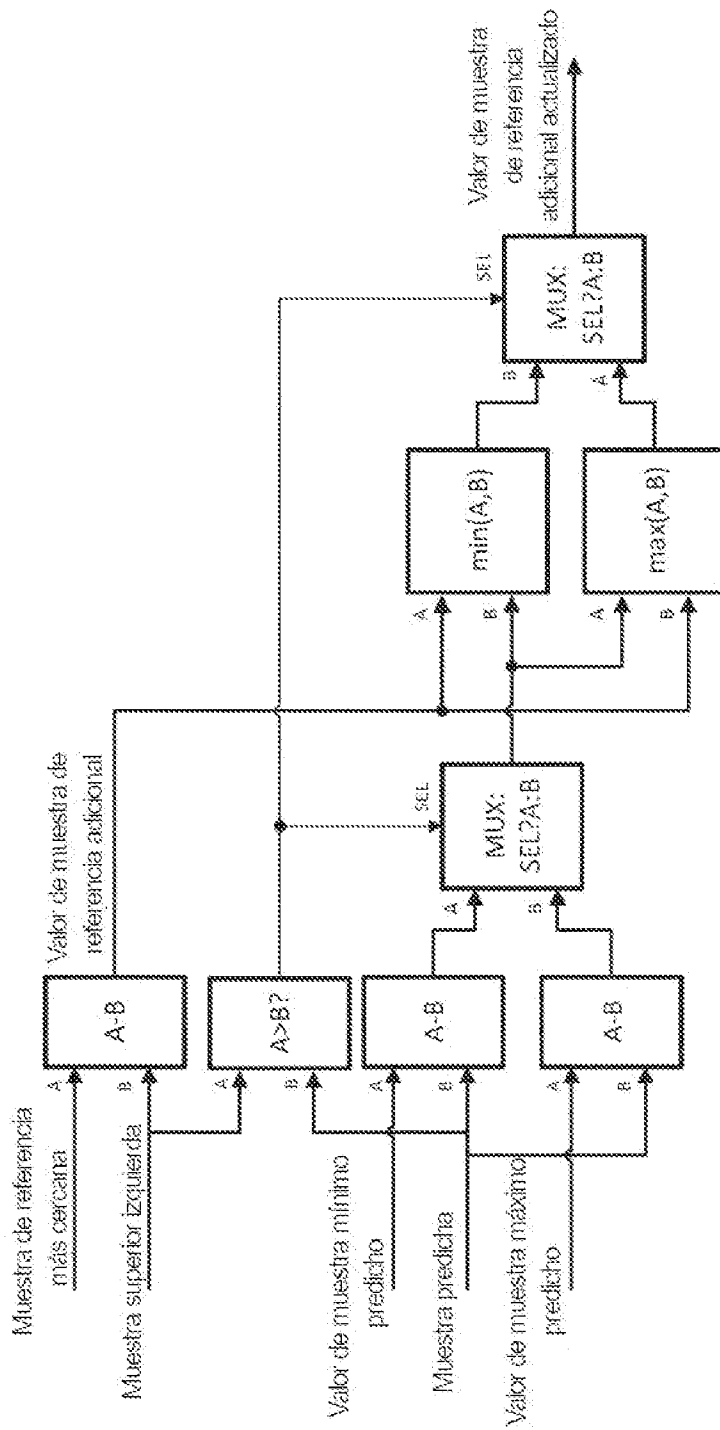 Muestra de referencia
más cercana
Muestra superior izquierda
Valor de muestra mínimo
predicho
Muestra predicha
Valor de muestra máximo
predicho
A
B
A-B
A
B
A>B?
A
B
A-B
A
B
A-B
Valor de muestra de
referencia adicional
SEL
A
B
MUX:
SEL?A:B
A
B
min(A,B)
A
B
max(A,B)
SEL
B
A
MUX:
SEL?A:B
Valor de muestra
de referencia
adicional actualizado